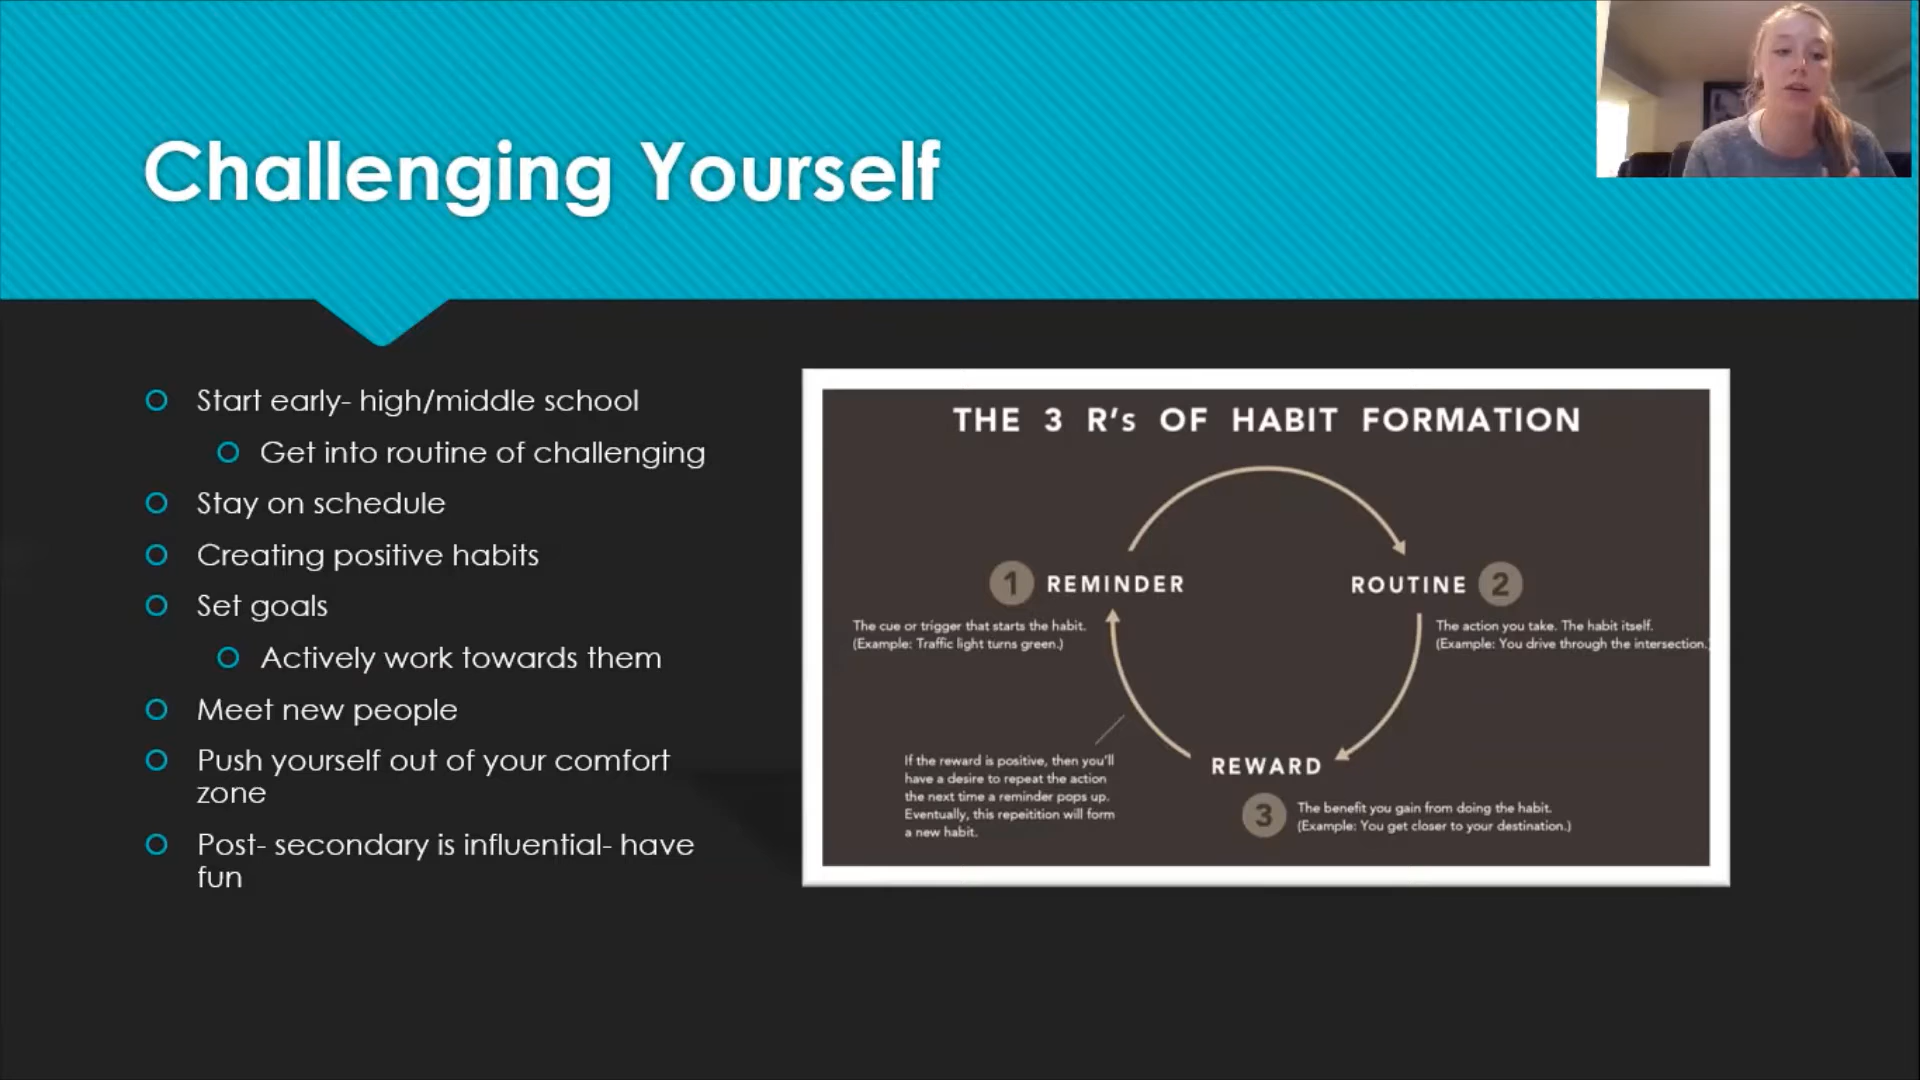 Challenging Yourself
Start early- high/middle school
Get into routine of challenging
Stay on schedule
Creating positive habits
Set goals
Actively work towards them
Meet new people
Push yourself out of your comfort
zone
Post- secondary is influential- have
fun
THE 3 R's OF HABIT FORMATION
1 REMINDER
The cue or trigger that starts the habit.
(Example: Traffic light turns green.)
ROUTINE 2
The action you take. The habit itself.
(Example: You drive through the intersection.)
If the reward is positive, then you'll
have a desire to repeat the action
the next time a reminder pops up.
Eventually, this repeitition will form
a new habit.
REWARD
3
The benefit you gain from doing the habit.
(Example: You get closer to your destination.)